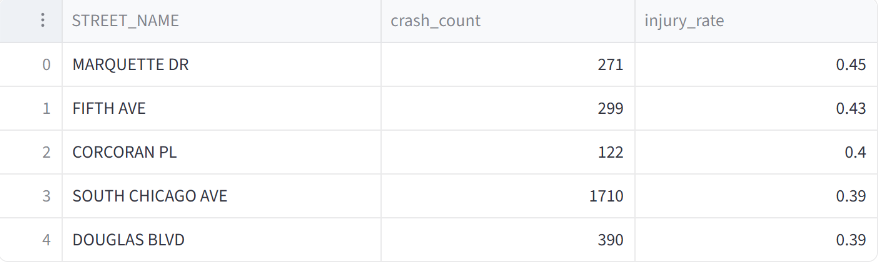 STREET_NAME crash_count injury_rate
0 MARQUETTE DR 271 0.45
1 FIFTH AVE 299 0.43
2 CORCORAN PL 122 0.4
3 SOUTH CHICAGO AVE 1710 0.39
4 DOUGLAS BLVD 390 0.39